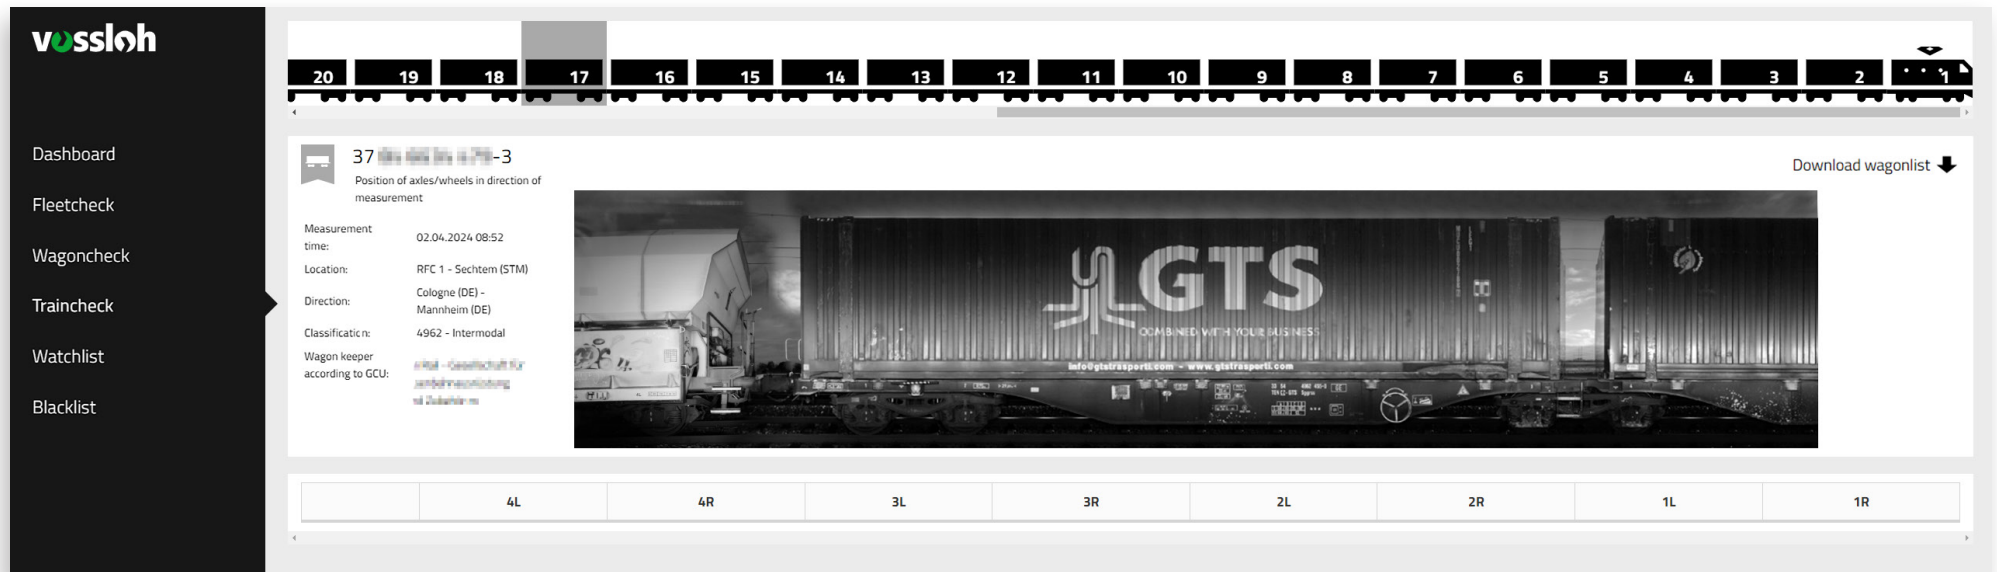 vossloh
Dashboard
Fleetcheck
Wagoncheck
Traincheck
Watchlist
Blacklist
20 19 18 17 16 15 14 13 12 11 10 9 8 7 6 5 4 3 2 1
37
-3
Position of axles/wheels in direction of
measurement
Download wagonlist
Measurement
time:
02.04.2024 08:52
Location:
RFC 1 - Sechtem (STM)
Direction:
Cologne (DE) -
Mannheim (DE)
Classification:
4962 - Intermodal
Wagon keeper
according to GCU:
GTS
COMBINED WITH YOUR BUSINESS
info@gtstrasporti.com - www.gtstrasporti.com
4L 4R 3L 3R 2L 2R 1L 1R